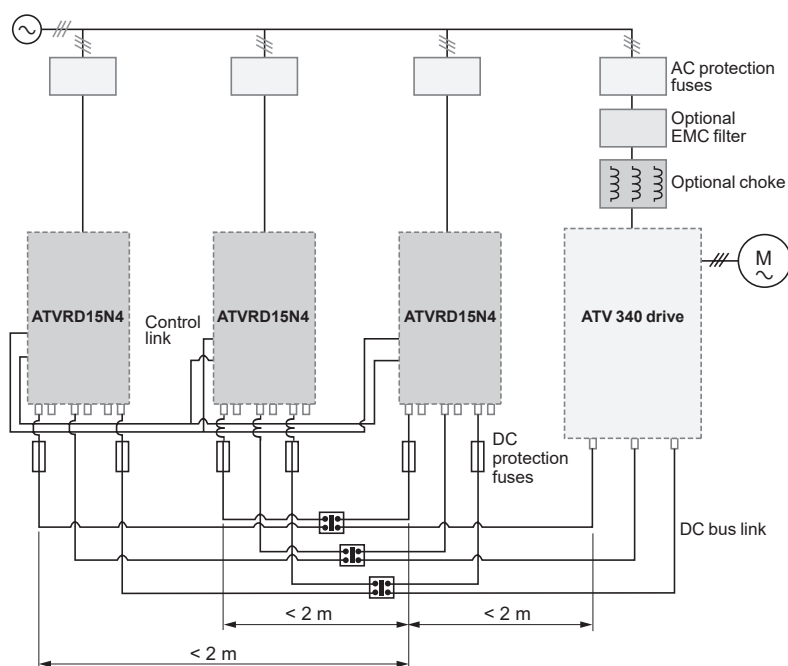 AC protection
fuses
Optional
EMC filter
Optional choke
M
ATVRD15N4
Control
link
ATVRD15N4
ATVRD15N4
ATV 340 drive
DC
protection
fuses
DC bus link
< 2 m
< 2 m
< 2 m